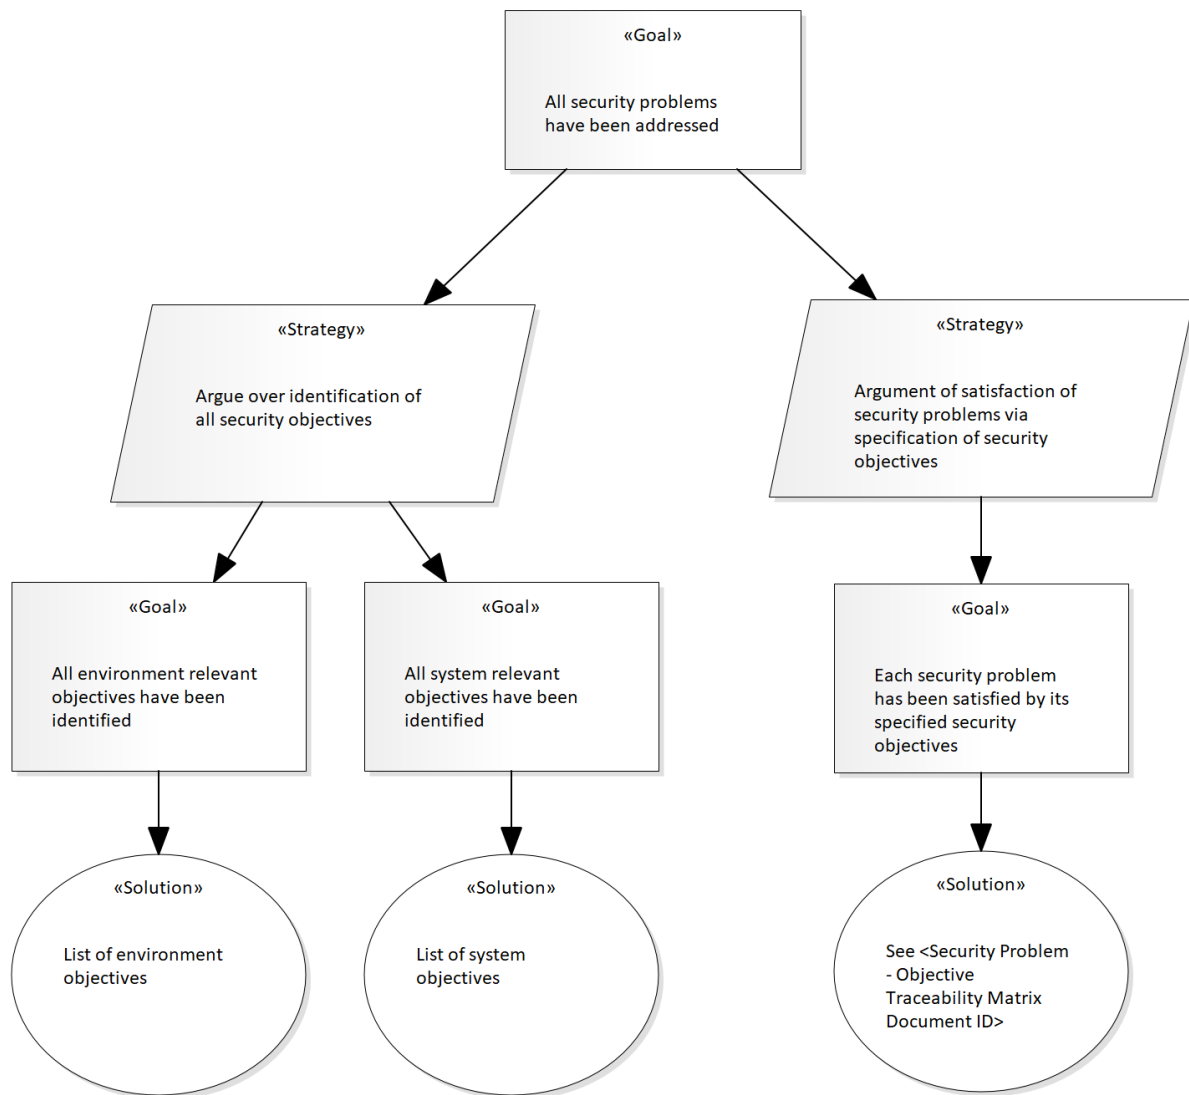 «Goal»
All security problems
have been addressed
«Strategy»
Argue over identification of
all security objectives
«Strategy»
Argument of satisfaction of
security problems via
specification of security
objectives
«Goal»
All environment relevant
objectives have been
identified
«Goal»
All system relevant
objectives have been
identified
«Goal»
Each security problem
has been satisfied by its
specified security
objectives
«Solution»
List of environment
objectives
«Solution»
List of system
objectives
«Solution»
See <Security Problem
- Objective
Traceability Matrix
Document ID>